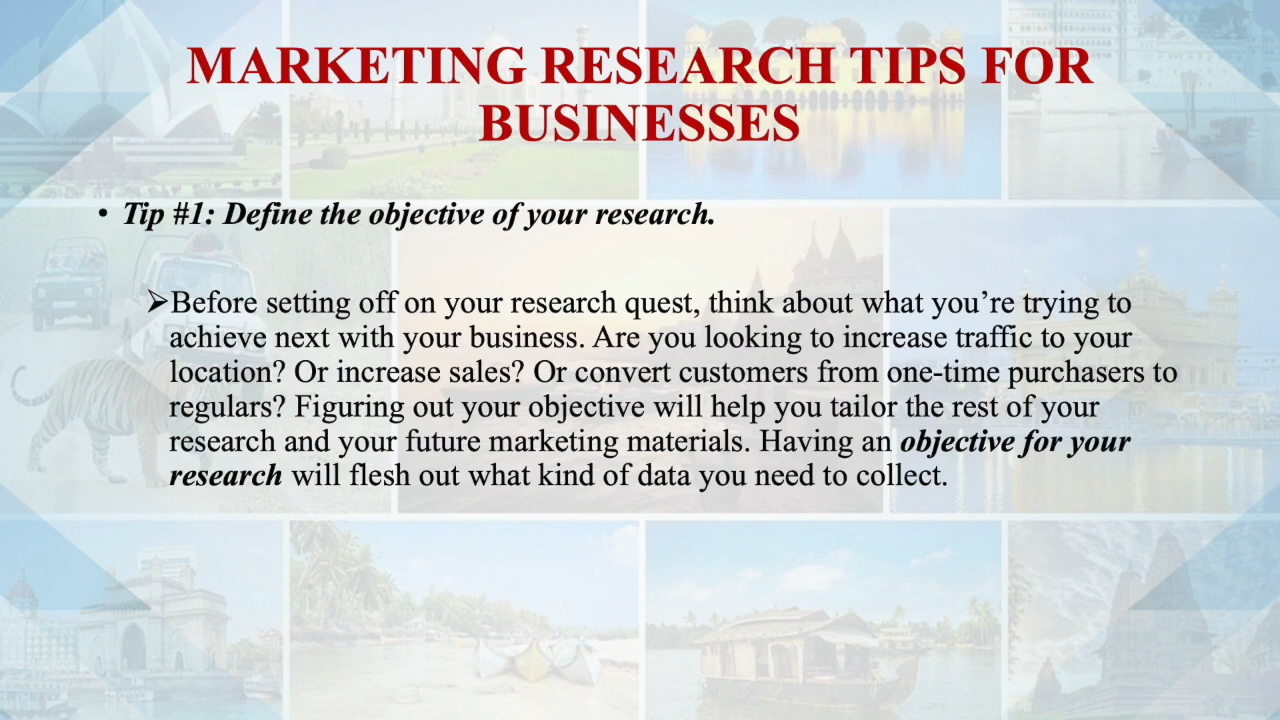 MARKETING RESEARCH TIPS FOR
BUSINESSES
• Tip #1: Define the objective of your research.
➢Before setting off on your research quest, think about what you’re trying to
achieve next with your business. Are you looking to increase traffic to your
location? Or increase sales? Or convert customers from one-time purchasers to
regulars? Figuring out your objective will help you tailor the rest of your
research and your future marketing materials. Having an objective for your
research will flesh out what kind of data you need to collect.